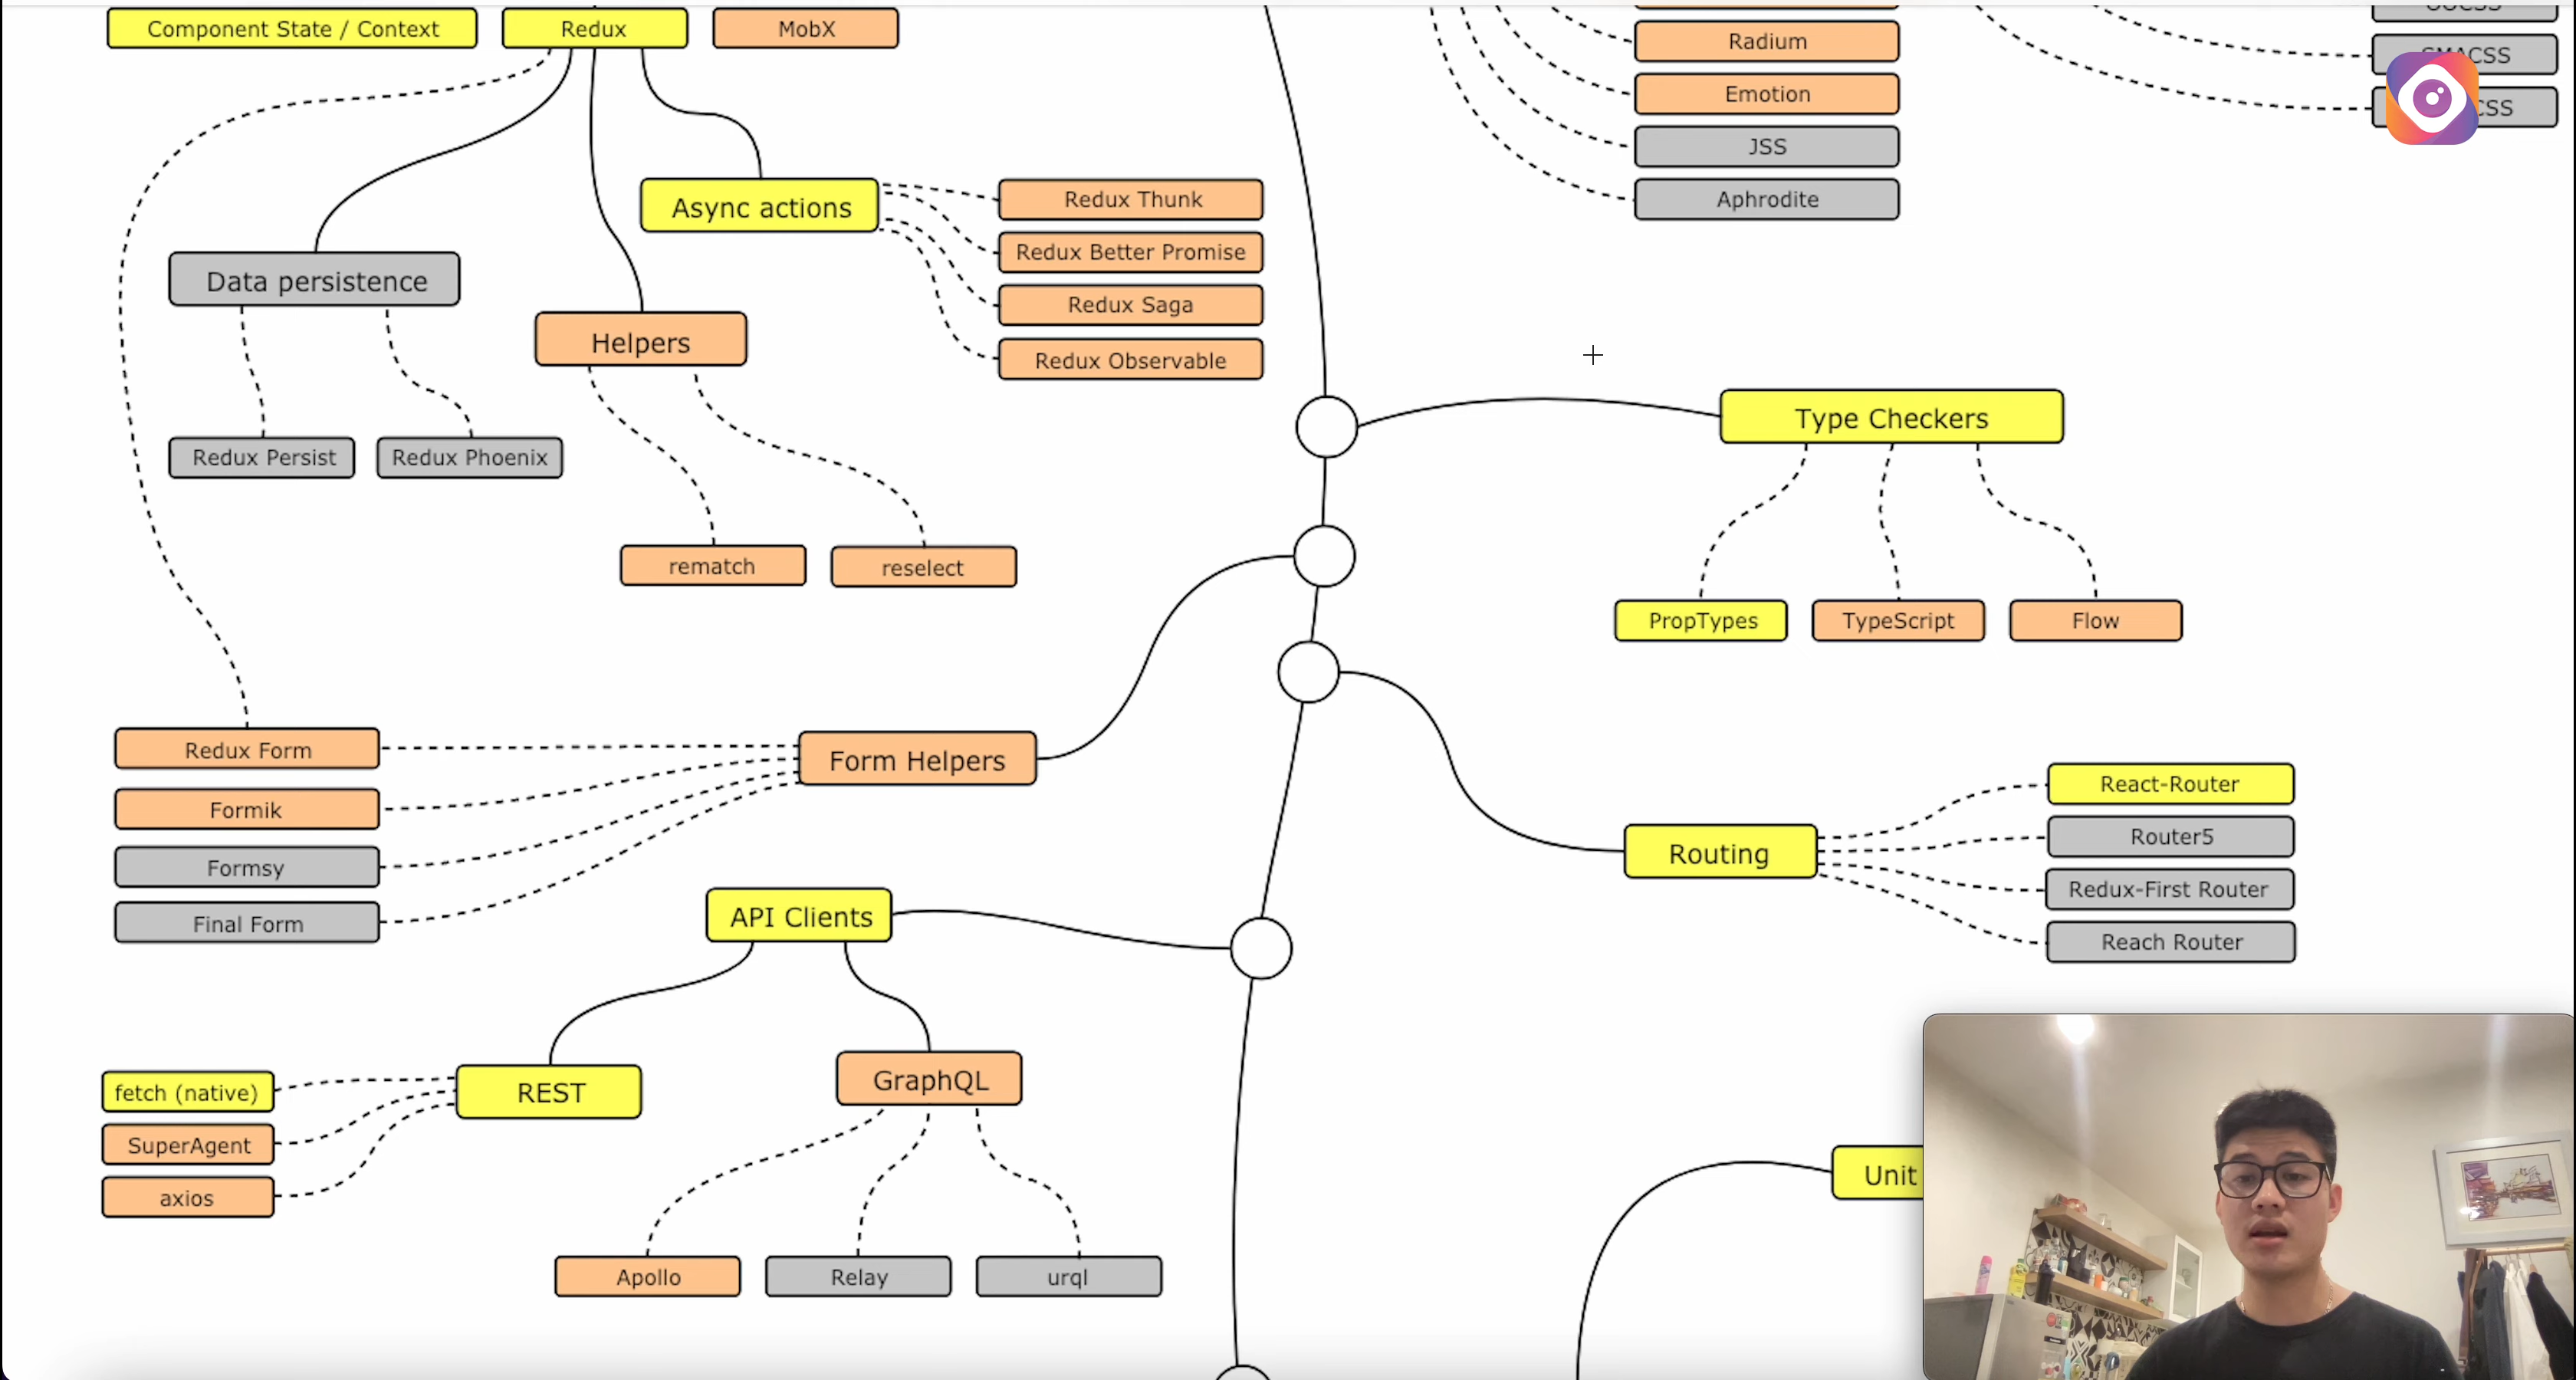 Component State / Context
Redux
MobX
Radium
Emotion
JSS
Aphrodite
CSS
Async actions
Redux Thunk
Redux Better Promise
Redux Saga
Redux Observable
Data persistence
Helpers
Redux Persist
Redux Phoenix
rematch
reselect
Type Checkers
PropTypes
TypeScript
Flow
Redux Form
Formik
Formsy
Final Form
Form Helpers
Routing
React-Router
Router5
Redux-First Router
Reach Router
API Clients
REST
GraphQL
fetch (native)
SuperAgent
axios
Apollo
Relay
urql
Unit